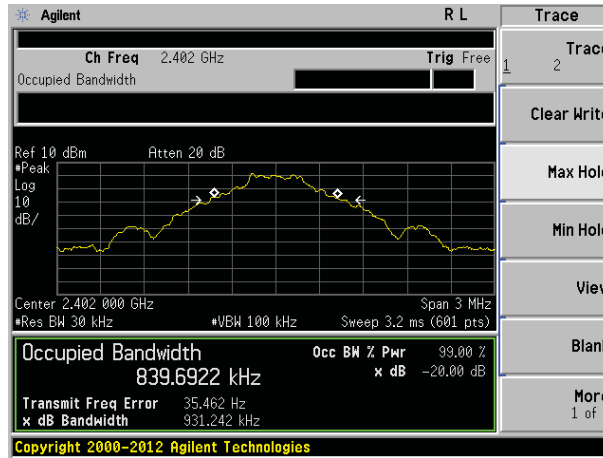 Agilent R L Trace
Ch Freq 2.402 GHz Trig Free
Occupied Bandwidth
Trace
1 2
Clear Write
Max Hold
Min Hold
View
Blank
More
1 of
Ref 10 dBm Atten 20 dB
#Peak
Log
10
dB/
Center 2.402 000 GHz Span 3 MHz
#Res BW 30 kHz #VBW 100 kHz Sweep 3.2 ms (601 pts)
Occupied Bandwidth Occ BW % Pwr 99.00 %
839.6922 kHz x dB -20.00 dB
Transmit Freq Error 35.462 Hz
x dB Bandwidth 931.242 kHz
Copyright 2000-2012 Agilent Technologies